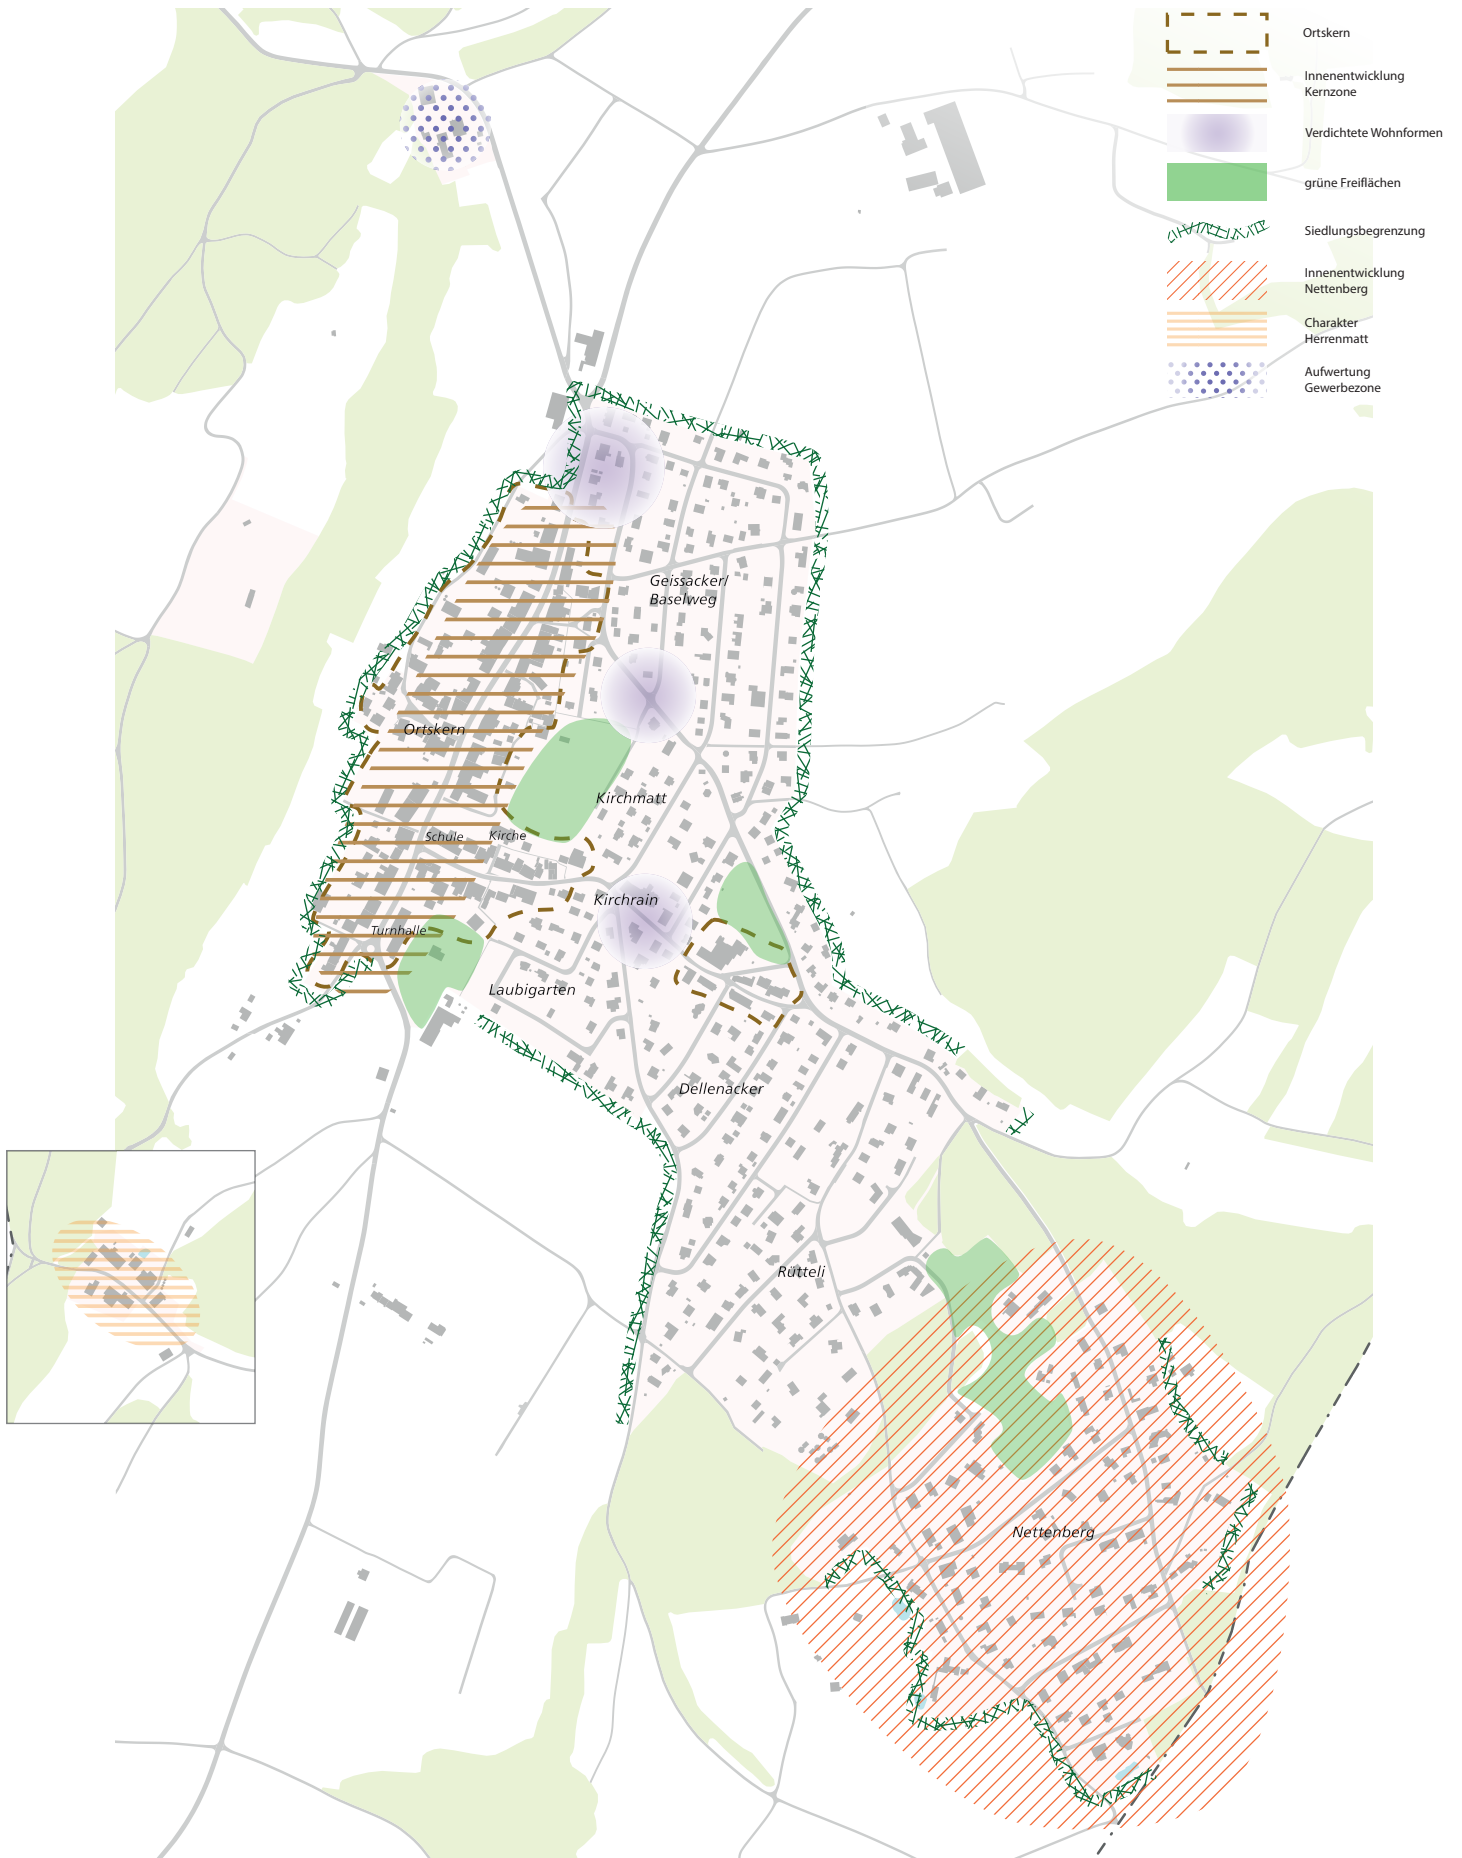 Ortskern
Innenentwicklung
Kernzone
Verdichtete Wohnformen
grüne Freiflächen
Siedlungsbegrenzung
Innenentwicklung
Nettenberg
Charakter
Herrenmatt
Aufwertung
Gewerbezone
Geissacker/
Baselweg
Ortskern
Kirchmatt
Schule
Kirche
Kirchrain
Turnhalle
Laubigarten
Dellenacker
Rütteli
Nettenberg